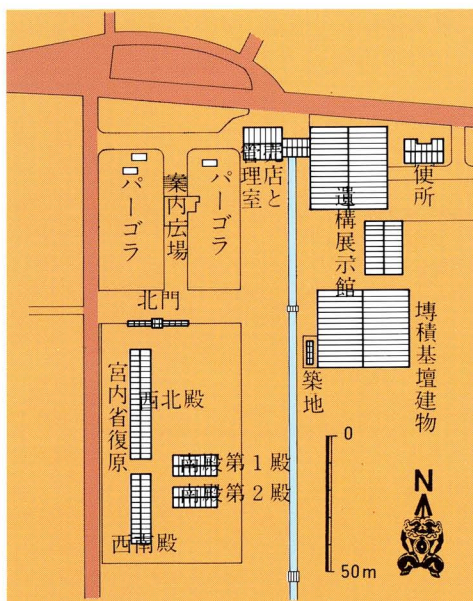 売店と
管理室
便所
パーゴラ
案内広場
パーゴラ
遺構展示館
北門
塼積基壇建物
築地
宮内省復原
西北殿
南殿第1殿
南殿第2殿
西南殿
0
50m
N